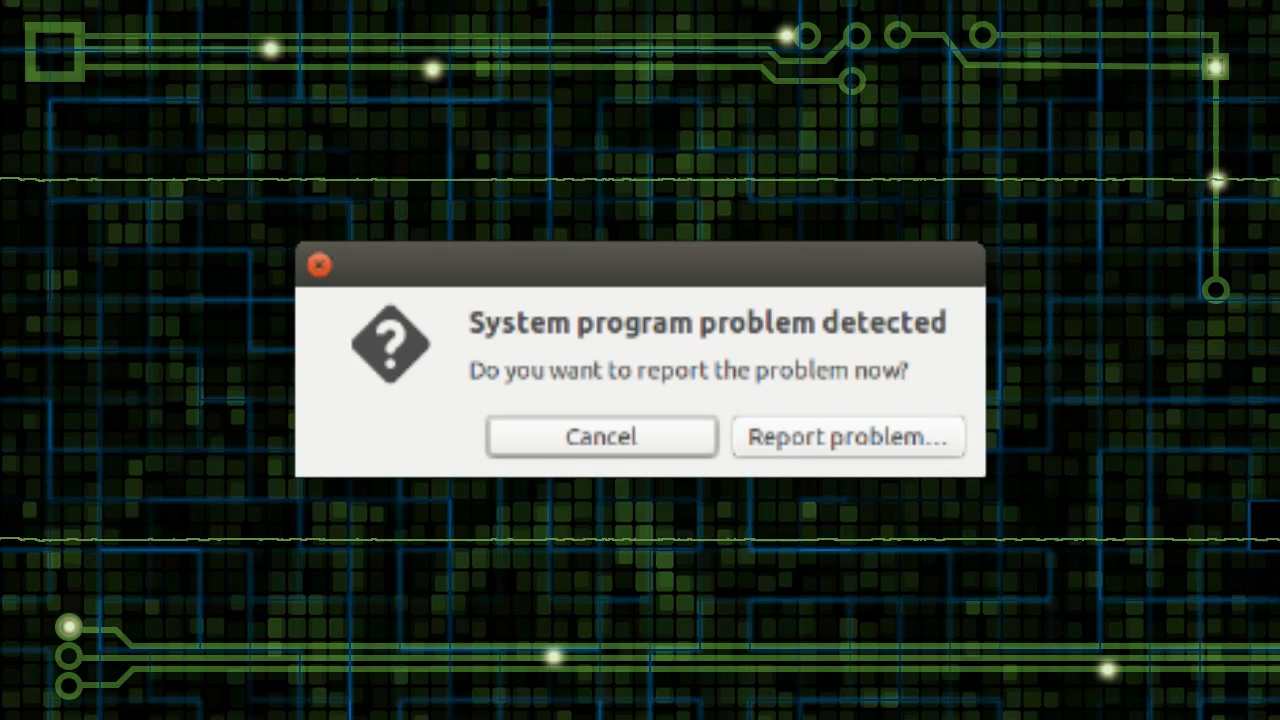 System program problem detected
Do you want to report the problem now?
Cancel Report problem...